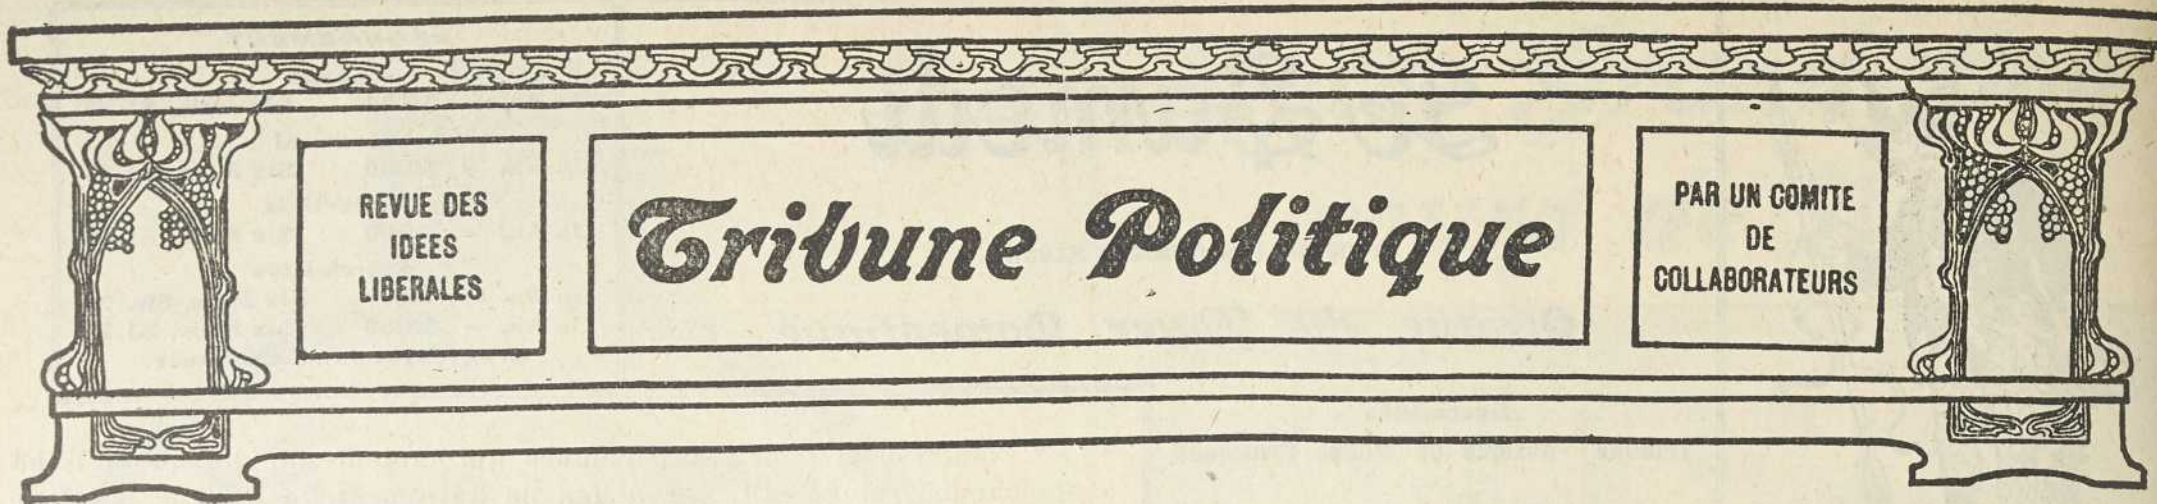 REVUE DES
IDEES
LIBERALES
Tribune Politique
PAR UN COMITE
DE
COLLABORATEURS